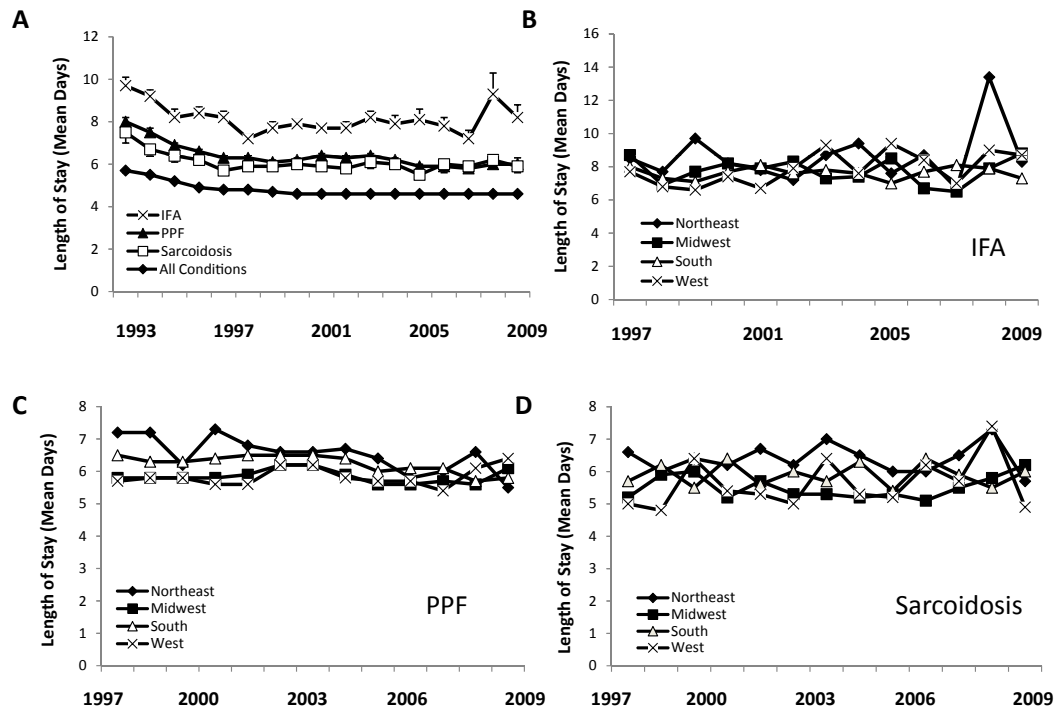 A
Length of Stay (Mean Days)
12
10
8
6
4
2
0
IFA
PPF
Sarcoidosis
All Conditions
1993 1997 2001 2005 2009
B
Length of Stay (Mean Days)
16
14
12
10
8
6
4
2
0
Northeast
Midwest
South
West
IFA
1997 2001 2005 2009
C
Length of Stay (Mean Days)
8
7
6
5
4
3
2
1
0
Northeast
Midwest
South
West
PPF
1997 2000 2003 2006 2009
D
Length of Stay (Mean Days)
8
7
6
5
4
3
2
1
0
Northeast
Midwest
South
West
Sarcoidosis
1997 2000 2003 2006 2009